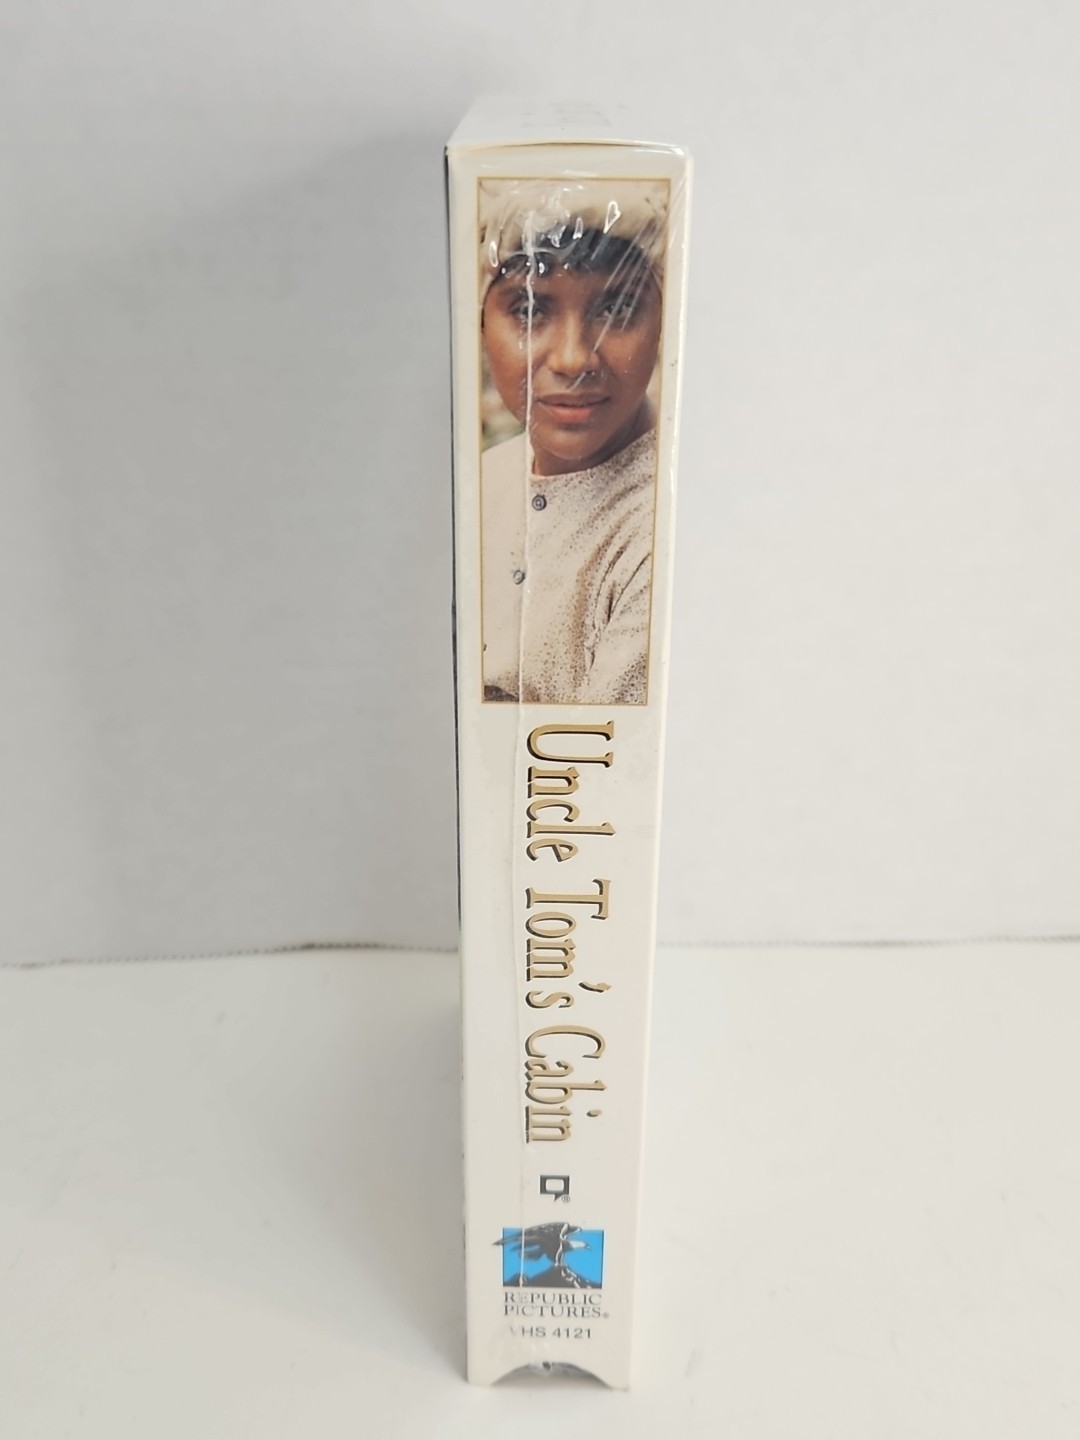 Uncle Tom's Cabin
REPUBLIC
PICTURES®
VHS 4121